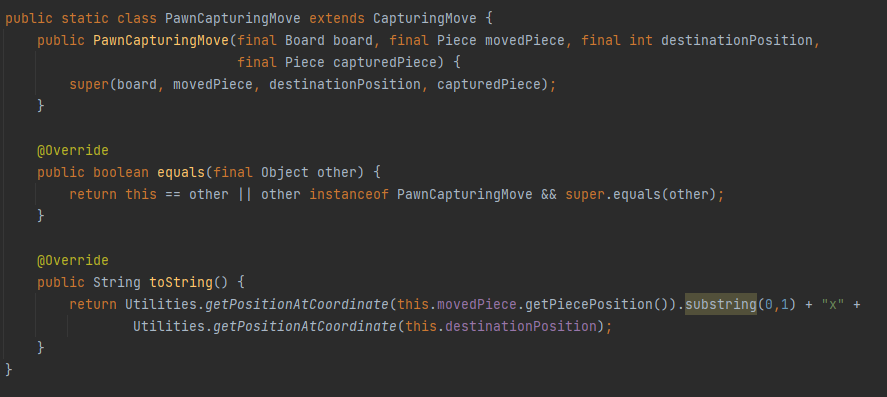 public static class PawnCapturingMove extends CapturingMove {
    public PawnCapturingMove(final Board board, final Piece movedPiece, final int destinationPosition,
                             final Piece capturedPiece) {
        super(board, movedPiece, destinationPosition, capturedPiece);
    }

    @Override
    public boolean equals(final Object other) {
        return this == other || other instanceof PawnCapturingMove && super.equals(other);
    }

    @Override
    public String toString() {
        return Utilities.getPositionAtCoordinate(this.movedPiece.getPiecePosition()).substring(0,1) + "x" +
                Utilities.getPositionAtCoordinate(this.destinationPosition);
    }
}